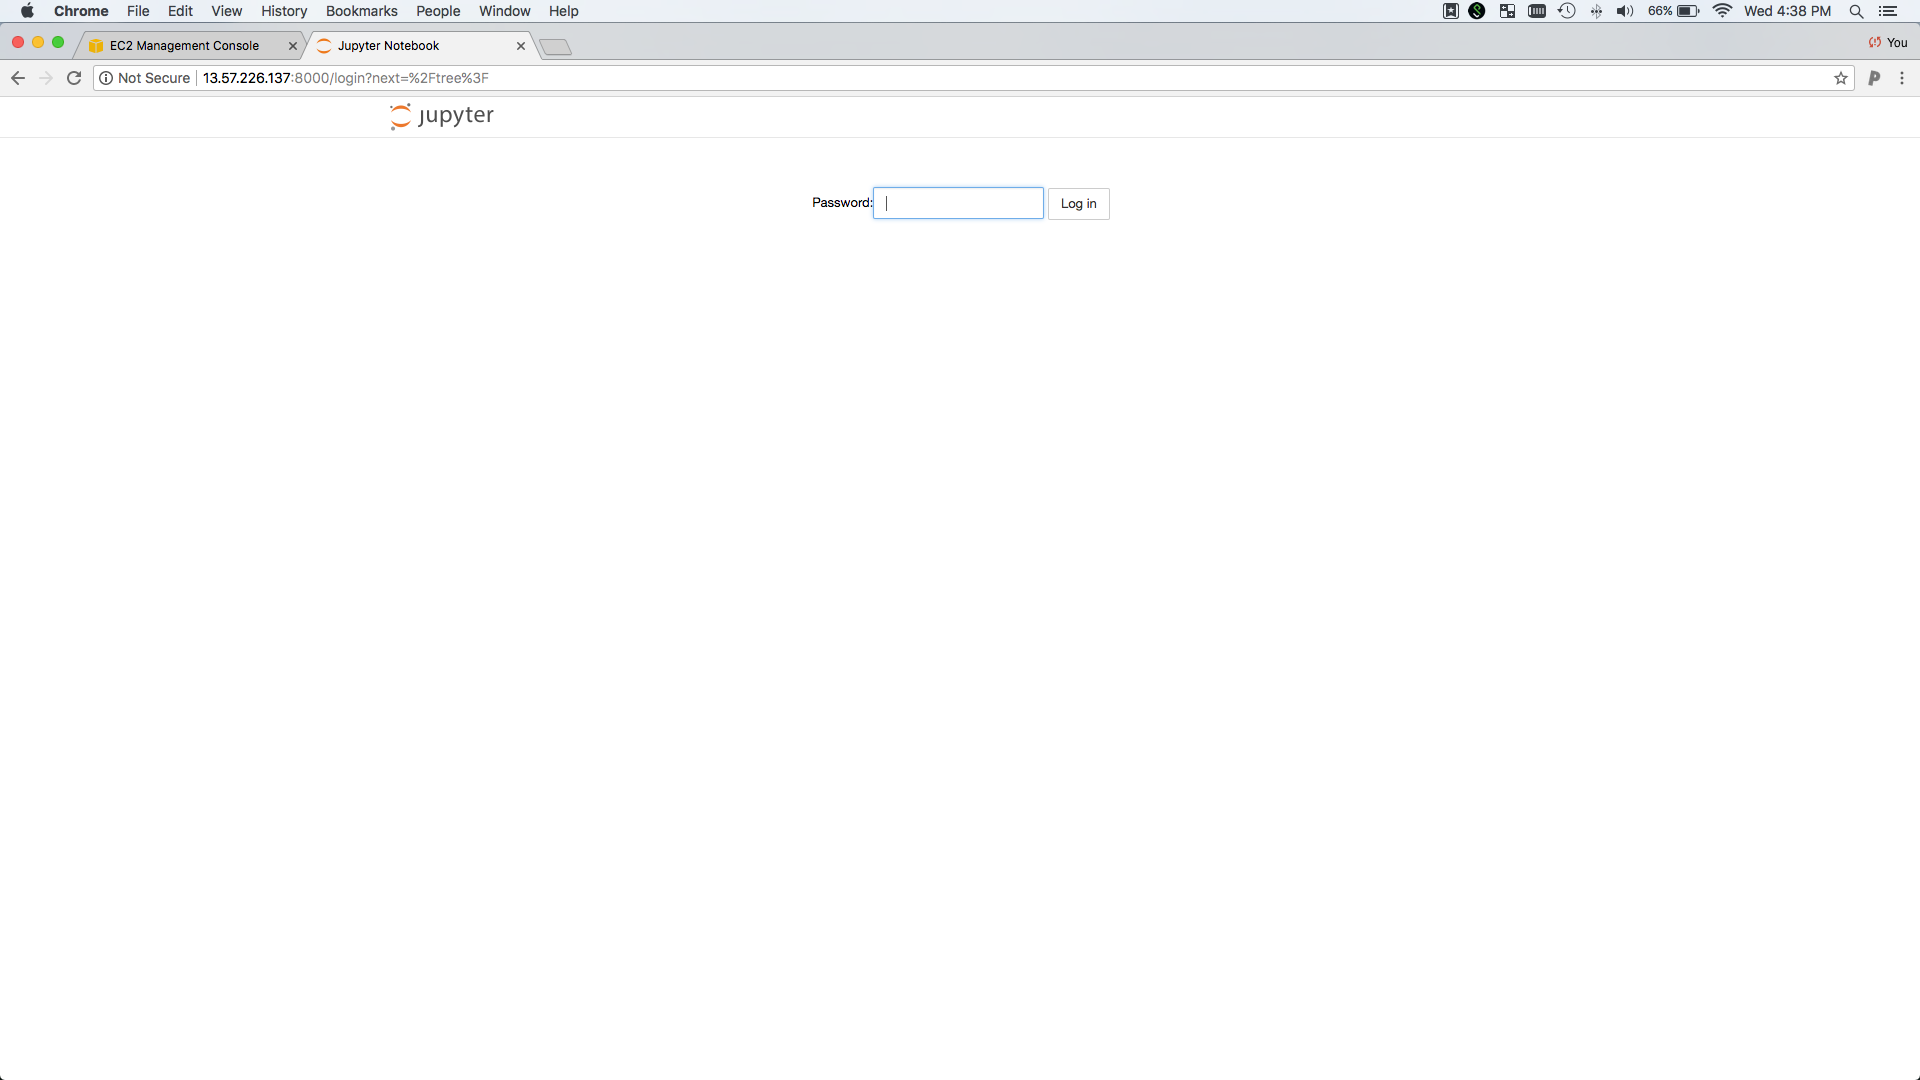 Chrome File Edit View History Bookmarks People Window Help 66% Wed 4:38 PM
EC2 Management Console Jupyter Notebook You
Not Secure 13.57.226.137:8000/login?next=%2Ftree%3F
jupyter
Password: Log in